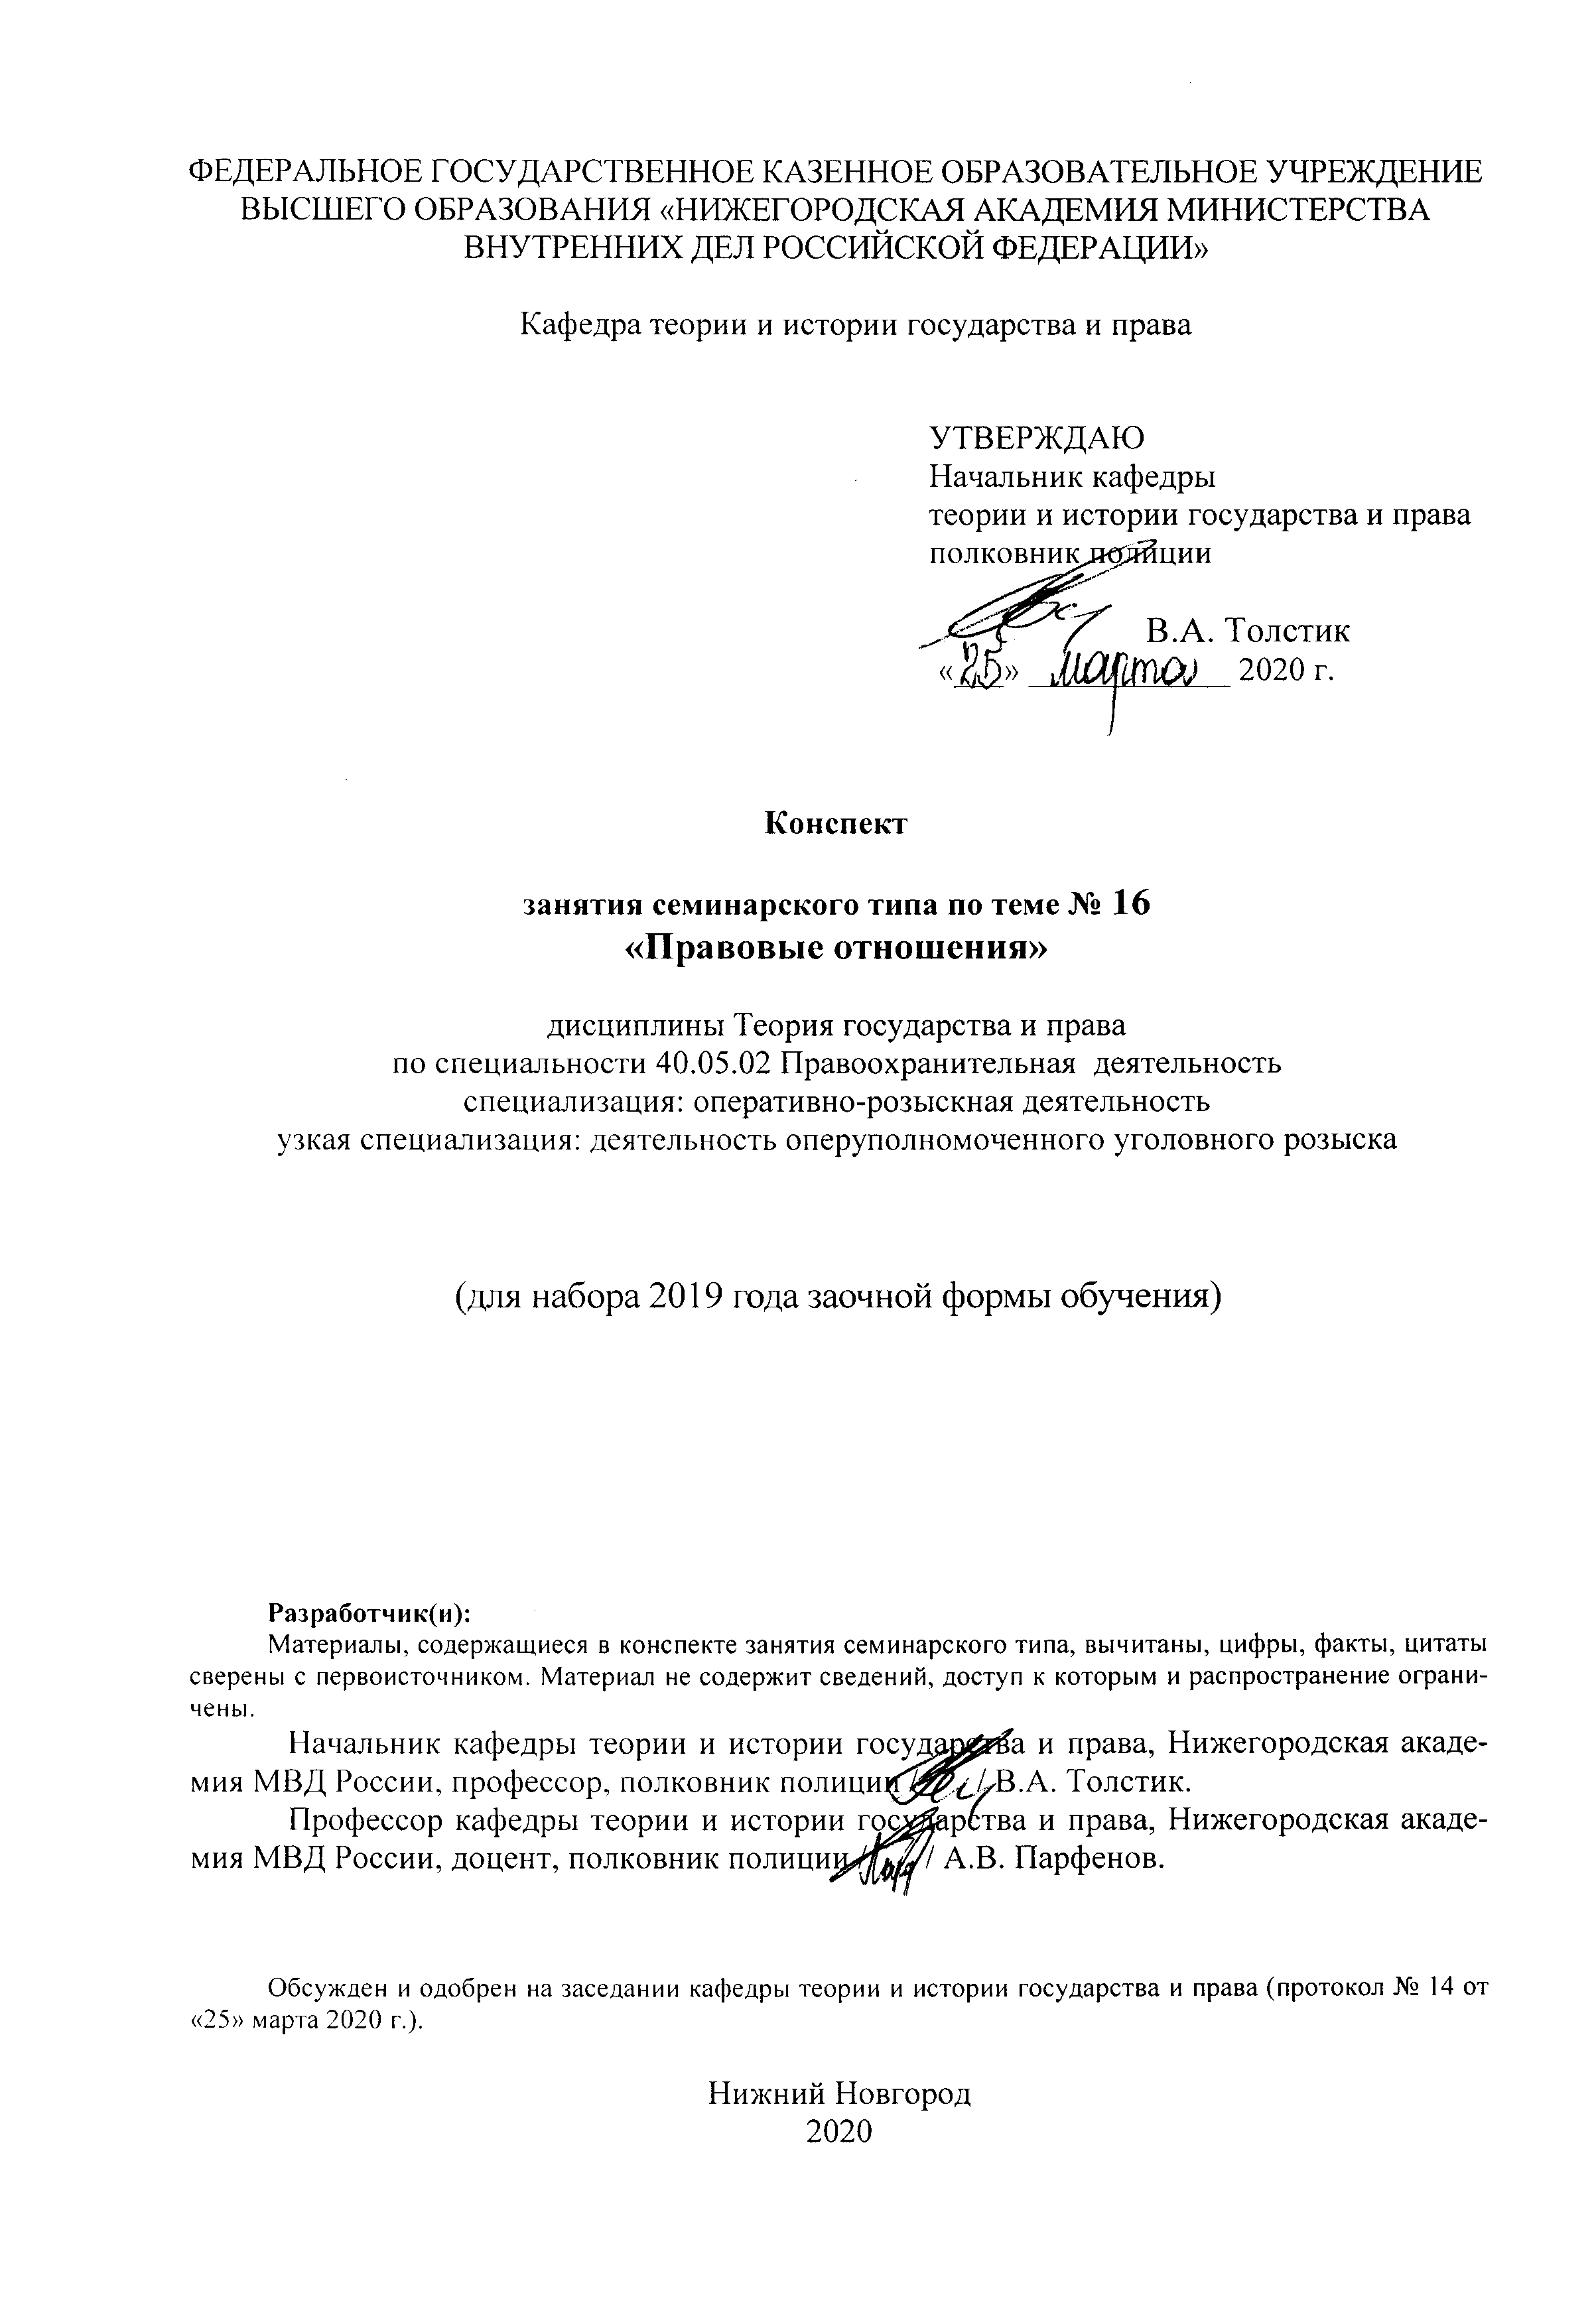 ФЕДЕРАЛЬНОЕ ГОСУДАРСТВЕННОЕ КАЗЕННОЕ ОБРАЗОВАТЕЛЬНОЕ УЧРЕЖДЕНИЕ
ВЫСШЕГО ОБРАЗОВАНИЯ «НИЖЕГОРОДСКАЯ АКАДЕМИЯ МИНИСТЕРСТВА
ВНУТРЕННИХ ДЕЛ РОССИЙСКОЙ ФЕДЕРАЦИИ»
Кафедра теории и истории государства и права
УТВЕРЖДАЮ
Начальник кафедры
теории и истории государства и права
полковник полиции
В.А. Толстик
«25» марта 2020 г.
Конспект
занятия семинарского типа по теме № 16
«Правовые отношения»
дисциплины Теория государства и права
по специальности 40.05.02 Правоохранительная деятельность
специализация: оперативно-розыскная деятельность
узкая специализация: деятельность оперуполномоченного уголовного розыска
(для набора 2019 года заочной формы обучения)
Разработчик(и):
Материалы, содержащиеся в конспекте занятия семинарского типа, вычитаны, цифры, факты, цитаты
сверены с первоисточником. Материал не содержит сведений, доступ к которым и распространение ограни-
чены.
Начальник кафедры теории и истории государства и права, Нижегородская акаде-
мия МВД России, профессор, полковник полиции / / В.А. Толстик.
Профессор кафедры теории и истории государства и права, Нижегородская акаде-
мия МВД России, доцент, полковник полиции / / А.В. Парфенов.
Обсужден и одобрен на заседании кафедры теории и истории государства и права (протокол № 14 от
«25» марта 2020 г.).
Нижний Новгород
2020